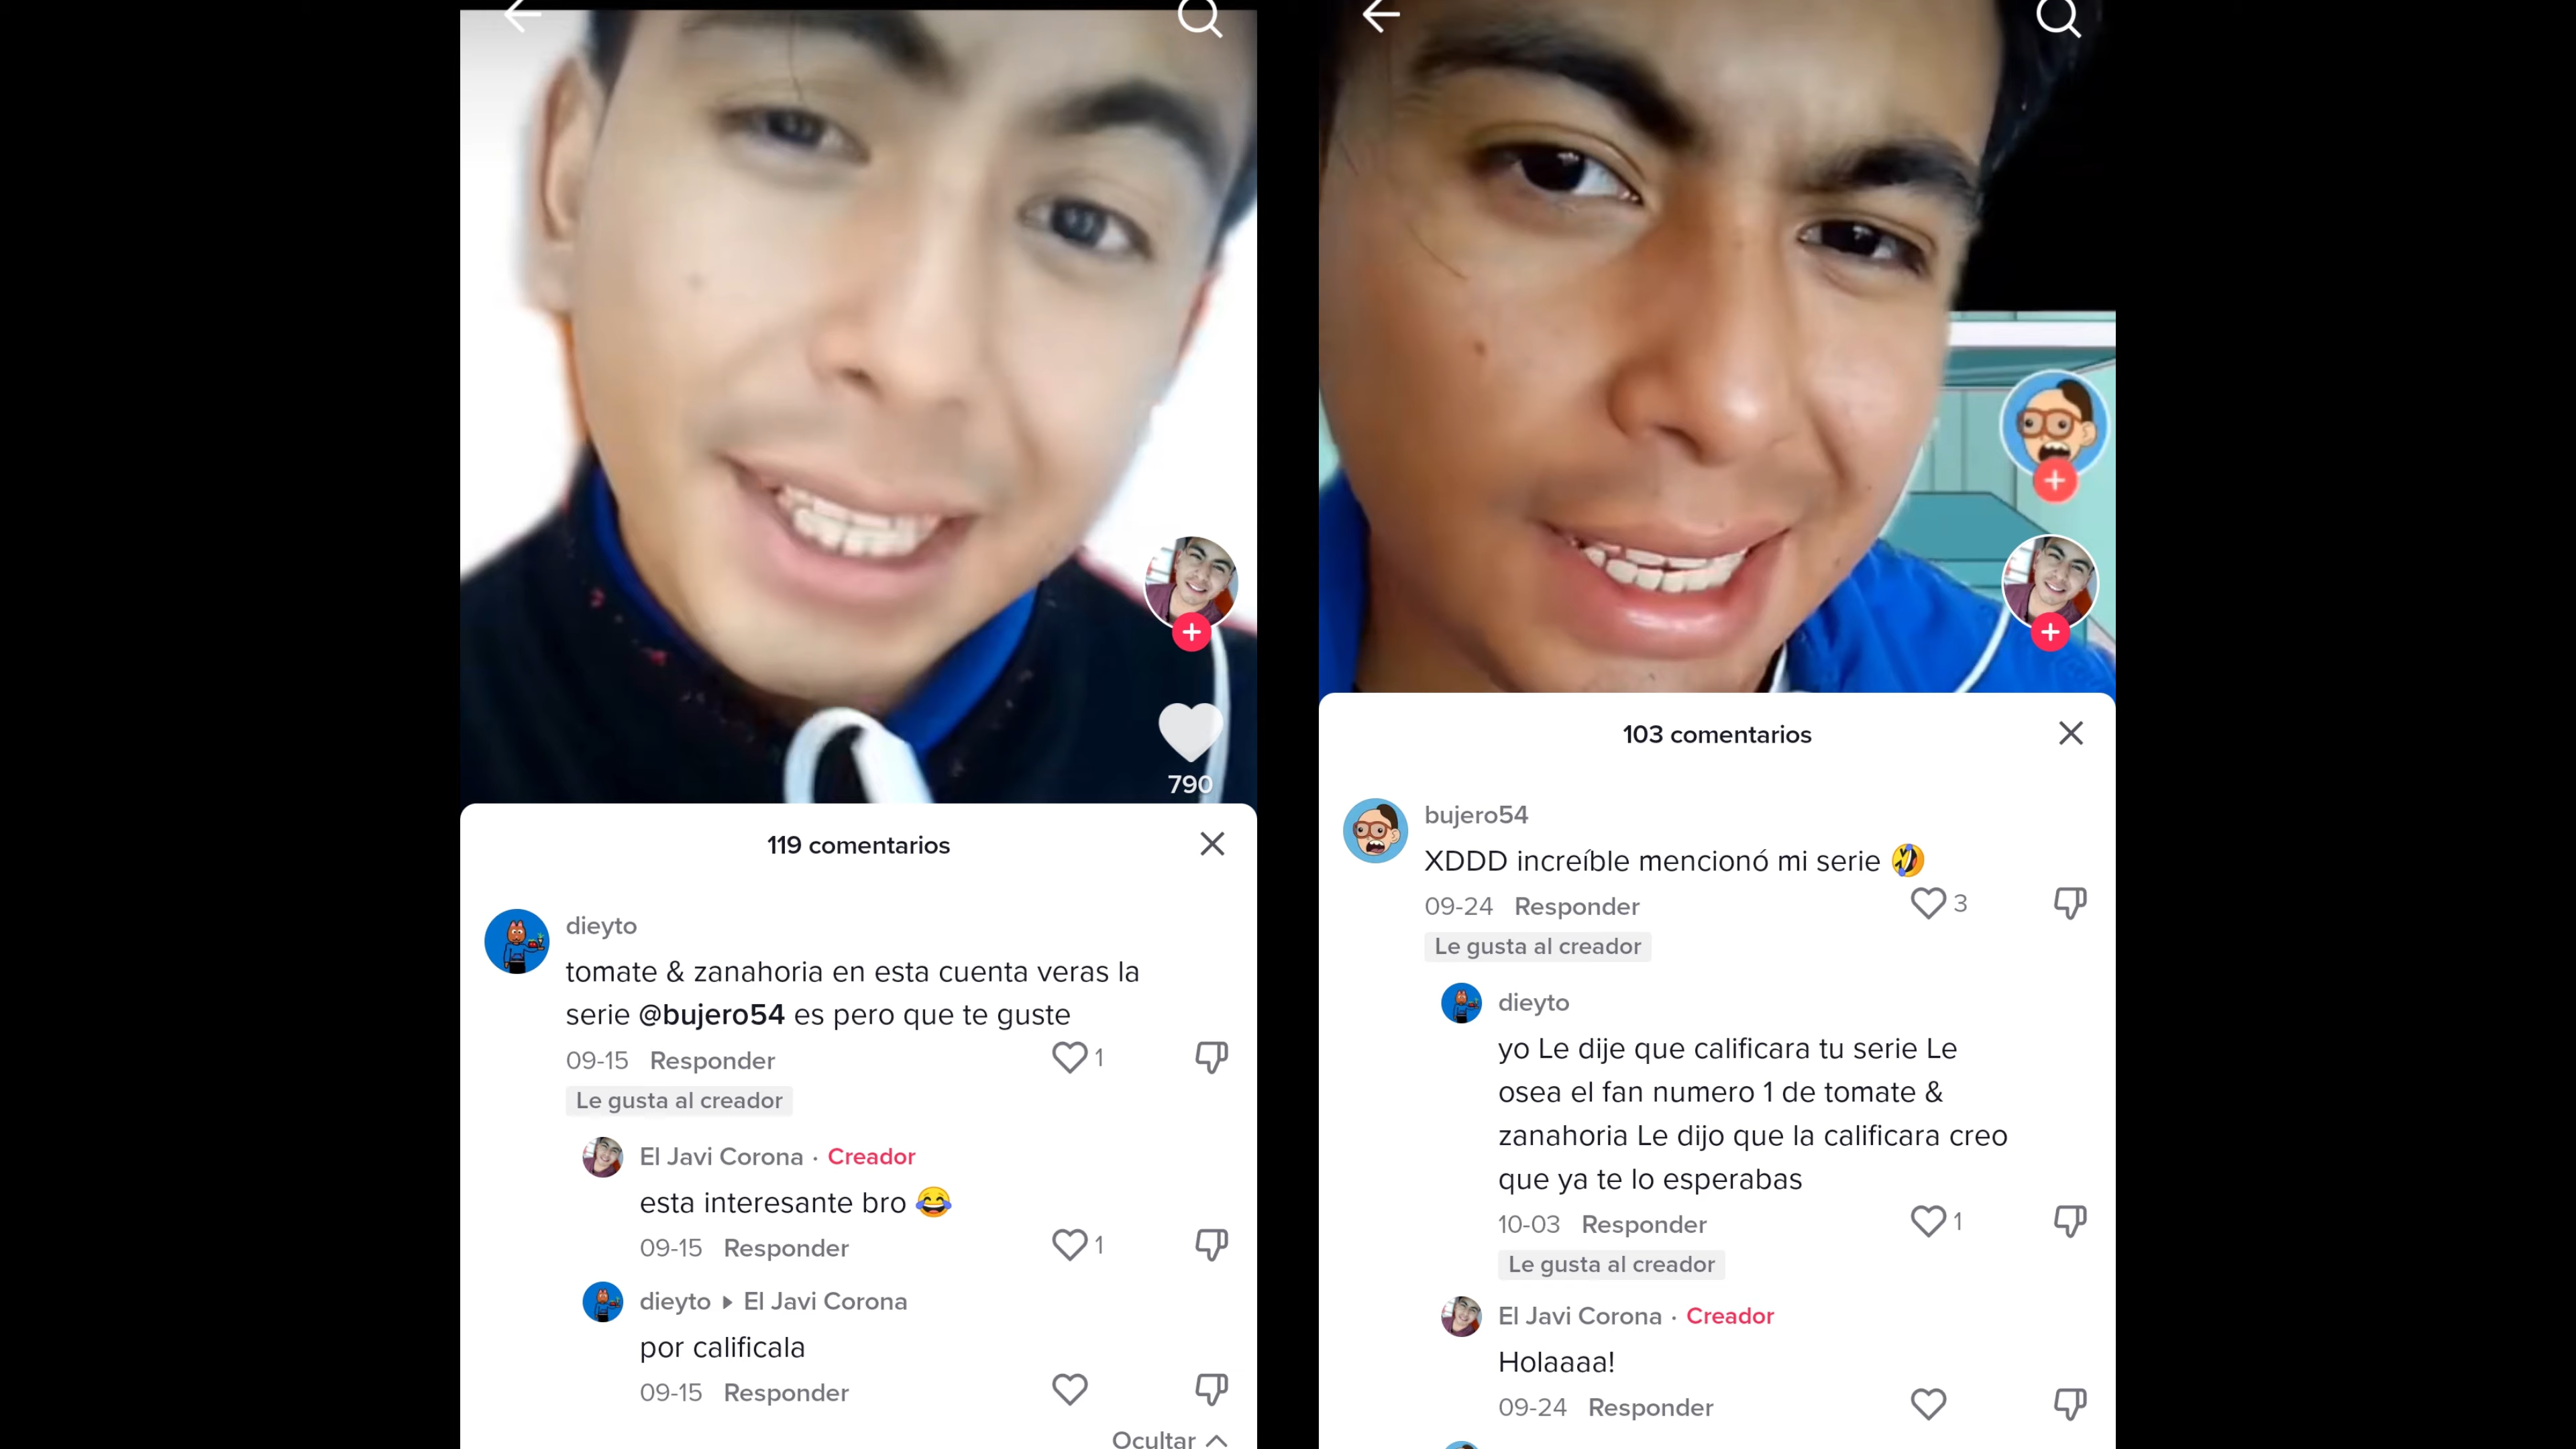 790
119 comentarios
dieyto
tomate & zanahoria en esta cuenta veras la
serie @bujero54 es pero que te guste
09-15 Responder
1
Le gusta al creador
El Javi Corona · Creador
esta interesante bro 😂
09-15 Responder
1
dieyto ▶ El Javi Corona
por calificala
09-15 Responder
Ocultar
103 comentarios
bujero54
XDDD increíble mencionó mi serie 🤣
09-24 Responder
3
Le gusta al creador
dieyto
yo Le dije que calificara tu serie Le
osea el fan numero 1 de tomate &
zanahoria Le dijo que la calificara creo
que ya te lo esperabas
10-03 Responder
1
Le gusta al creador
El Javi Corona · Creador
Holaaaa!
09-24 Responder